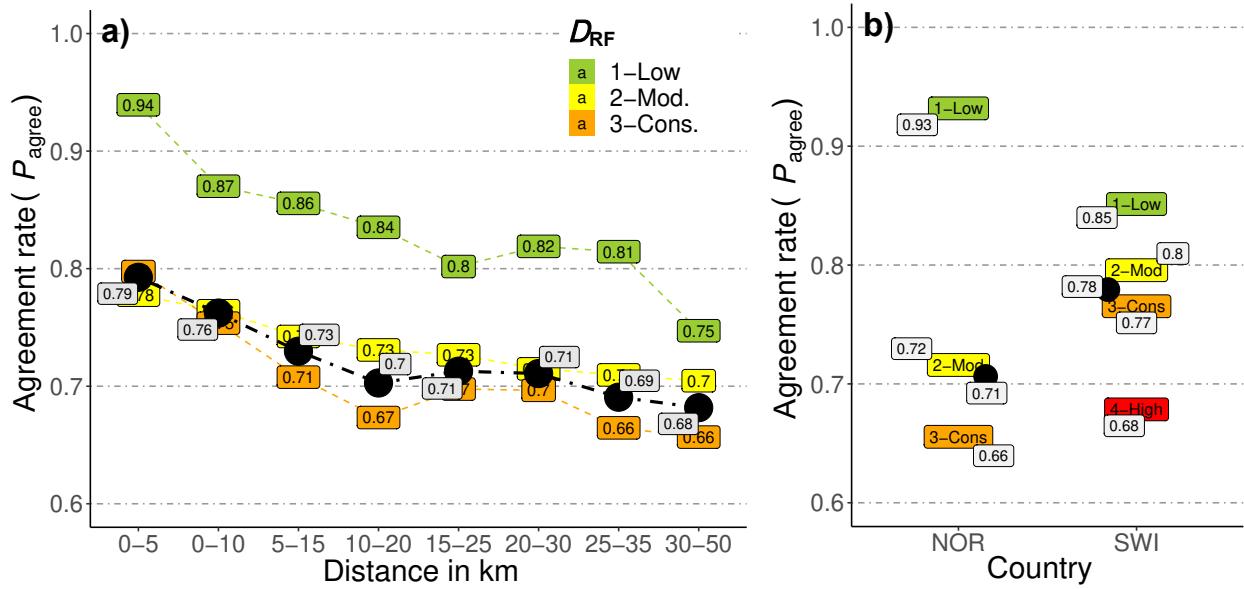 a)
D_RF
a 1−Low
a 2−Mod.
a 3−Cons.
Agreement rate ( P_agree)
1.0
0.9
0.8
0.7
0.6
0.94
0.87
0.86
0.84
0.8
0.82
0.81
0.75
0.79
0.76
0.73
0.7
0.71
0.71
0.69
0.68
0.73
0.73
0.7
0.71
0.67
0.7
0.66
0.66
0−5
0−10
5−15
10−20
15−25
20−30
25−35
30−50
Distance in km
b)
Agreement rate ( P_agree)
1.0
0.9
0.8
0.7
0.6
1−Low
0.93
0.72
2−Mod
0.71
3−Cons
0.66
1−Low
0.85
0.8
2−Mod
0.78
3−Cons
0.77
4−High
0.68
NOR
SWI
Country